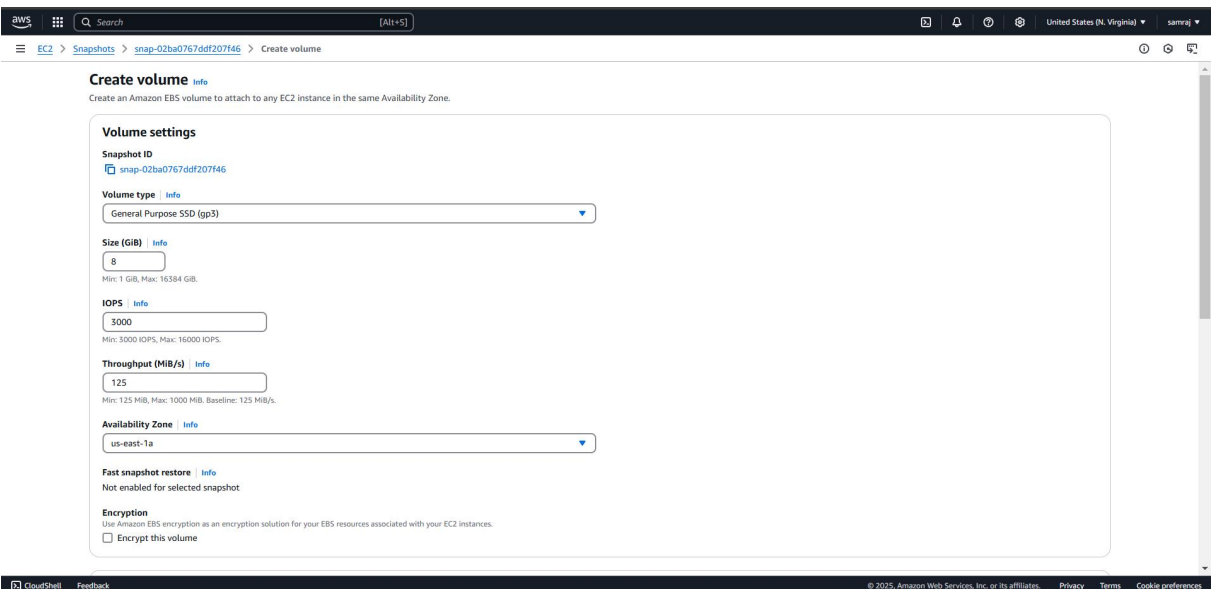 aws
Search [Alt+S] United States (N. Virginia) samraj
EC2 > Snapshots > snap-02ba0767ddf207f46 > Create volume
Create volume Info
Create an Amazon EBS volume to attach to any EC2 instance in the same Availability Zone.
Volume settings
Snapshot ID
snap-02ba0767ddf207f46
Volume type Info
General Purpose SSD (gp3)
Size (GiB) Info
8
Min: 1 GiB, Max: 16384 GiB.
IOPS Info
3000
Min: 3000 IOPS, Max: 16000 IOPS.
Throughput (MiB/s) Info
125
Min: 125 MiB, Max: 1000 MiB. Baseline: 125 MiB/s.
Availability Zone Info
us-east-1a
Fast snapshot restore Info
Not enabled for selected snapshot
Encryption
Use Amazon EBS encryption as an encryption solution for your EBS resources associated with your EC2 instances.
Encrypt this volume
CloudShell Feedback © 2025, Amazon Web Services, Inc. or its affiliates. Privacy Terms Cookie preferences